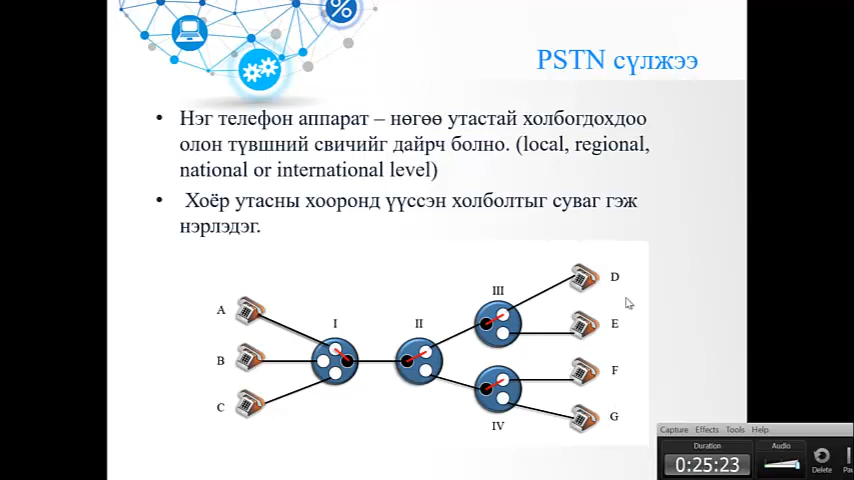 %
PSTN сүлжээ
• Нэг телефон аппарат – нөгөө утастай холбогдохдоо
олон түвшний свичийг дайрч болно. (local, regional,
national or international level)
• Хоёр утасны хооронд үүссэн холболтыг суваг гэж
нэрлэдэг.
A
B
C
I
II
III
IV
D
E
F
G
Capture Effects Tools Help
Duration
0:25:23
Audio
Delete